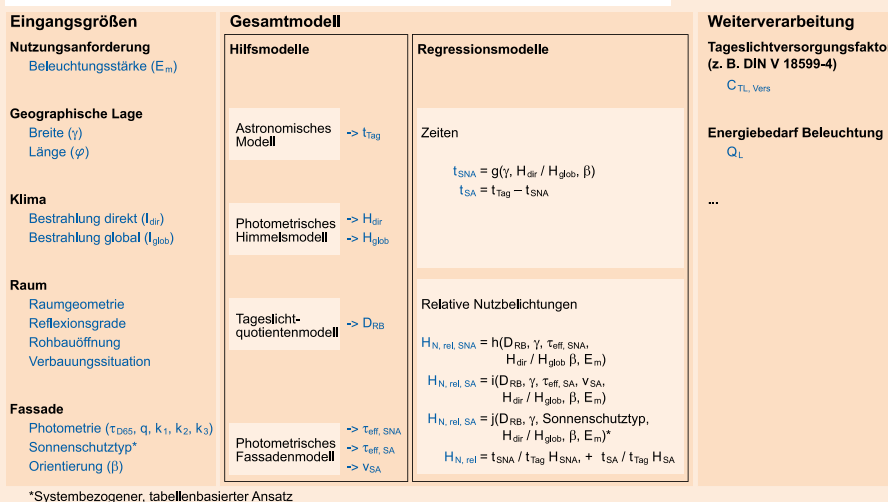 Eingangsgrößen
Nutzungsanforderung
Beleuchtungsstärke (Em)
Geographische Lage
Breite (γ)
Länge (φ)
Klima
Bestrahlung direkt (Idir)
Bestrahlung global (Iglob)
Raum
Raumgeometrie
Reflexionsgrade
Rohbauöffnung
Verbauungssituation
Fassade
Photometrie (τD65, q, k1, k2, k3)
Sonnenschutztyp*
Orientierung (β)
*Systembezogener, tabellenbasierter Ansatz
Gesamtmodell
Hilfsmodelle
Astronomisches
Modell
-> tTag
Photometrisches
Himmelsmodell
-> Hdir
-> Hglob
Tageslicht-
quotientenmodell
-> DRB
Photometrisches
Fassadenmodell
-> τeff, SNA
-> τeff, SA
-> vSA
Regressionsmodelle
Zeiten
tSNA = g(γ, Hdir / Hglob, β)
tSA = tTag – tSNA
Relative Nutzbelichtungen
HN, rel, SNA = h(DRB, γ, τeff, SNA,
Hdir / Hglob β, Em)
HN, rel, SA = i(DRB, γ, τeff, SA, vSA,
Hdir / Hglob, β, Em)
HN, rel, SA = j(DRB, γ, Sonnenschutztyp,
Hdir / Hglob, β, Em)*
HN, rel = tSNA / tTag HSNA, + tSA / tTag HSA
Weiterverarbeitung
Tageslichtversorgungsfaktor
(z. B. DIN V 18599-4)
CTL, Vers
Energiebedarf Beleuchtung
QL
...